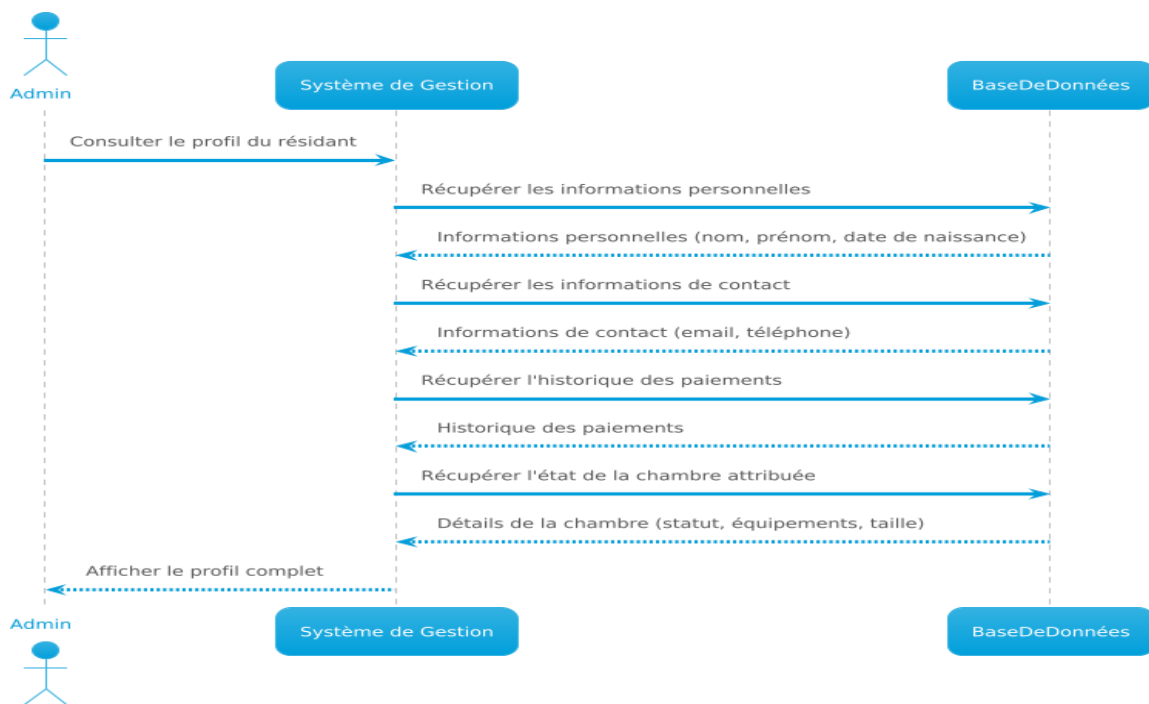 Admin
Système de Gestion
BaseDeDonnées
Consulter le profil du résidant
Récupérer les informations personnelles
Informations personnelles (nom, prénom, date de naissance)
Récupérer les informations de contact
Informations de contact (email, téléphone)
Récupérer l'historique des paiements
Historique des paiements
Récupérer l'état de la chambre attribuée
Détails de la chambre (statut, équipements, taille)
Afficher le profil complet
Admin
Système de Gestion
BaseDeDonnées